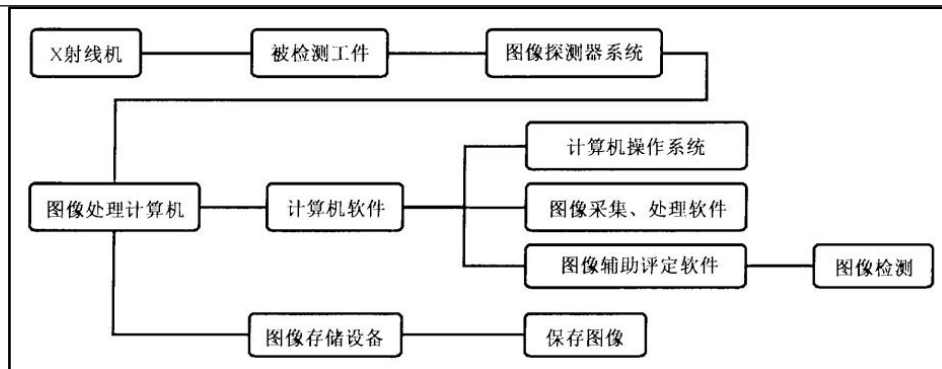 X射线机
被检测工件
图像探测器系统
计算机操作系统
图像处理计算机
计算机软件
图像采集、处理软件
图像辅助评定软件
图像检测
图像存储设备
保存图像